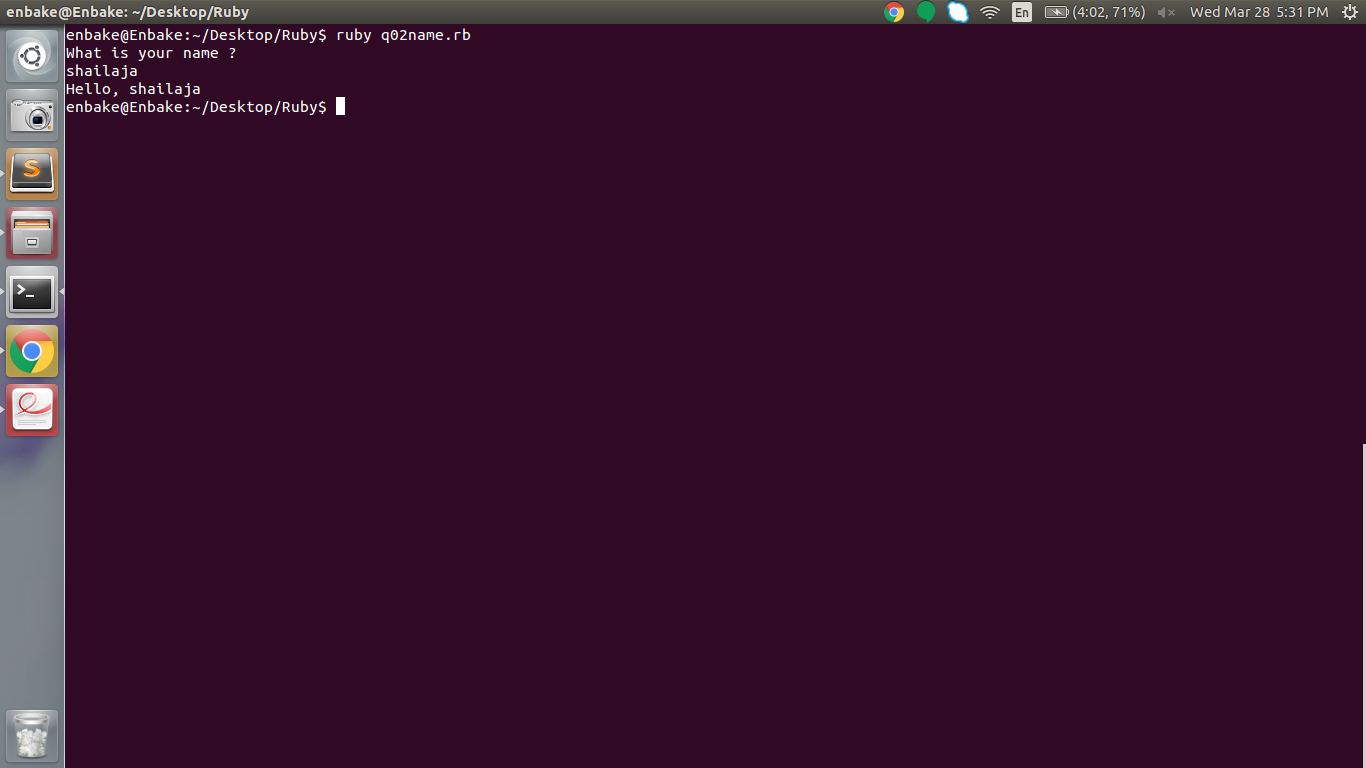 enbake@Enbake: ~/Desktop/Ruby
En
(4:02, 71%)
Wed Mar 28 5:31 PM
enbake@Enbake:~/Desktop/Ruby$ ruby q02name.rb
What is your name ?
shailaja
Hello, shailaja
enbake@Enbake:~/Desktop/Ruby$